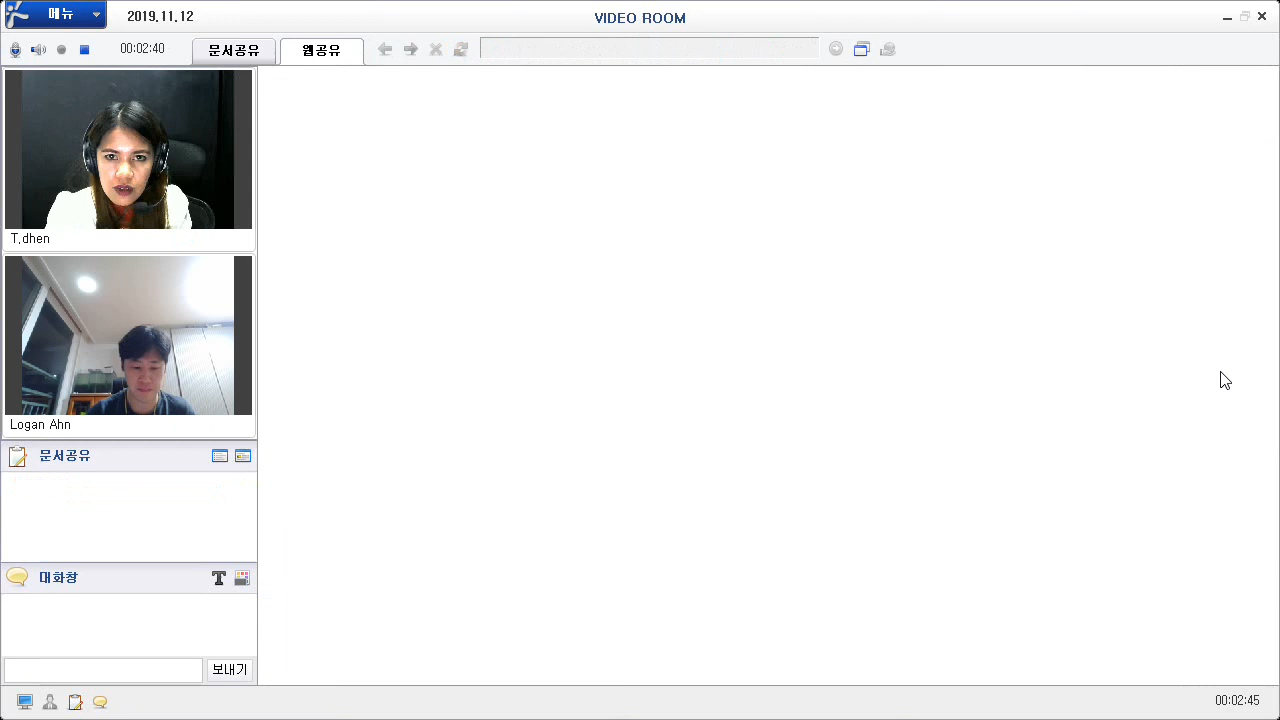 메뉴
2019.11.12
VIDEO ROOM
00:02:40
문서공유
웹공유
T.dhen
Logan Ahn
문서공유
대화창
보내기
00:02:45